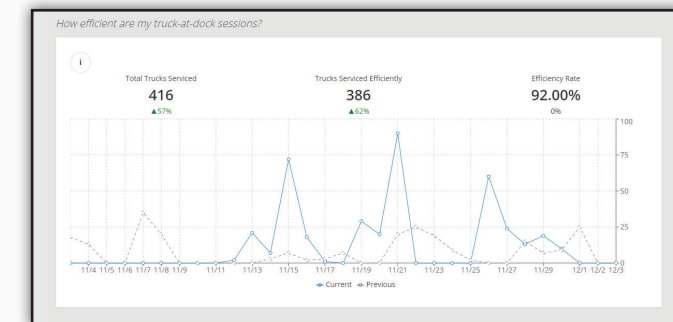 How efficient are my truck-at-dock sessions?
i
Total Trucks Serviced Trucks Serviced Efficiently Efficiency Rate
416 386 92.00%
▲57% ▲62% 0%
100
75
50
25
0
11/4 11/5 11/6 11/7 11/8 11/9 11/11 11/13 11/15 11/17 11/19 11/21 11/23 11/25 11/27 11/29 12/1 12/2 12/3
Current Previous